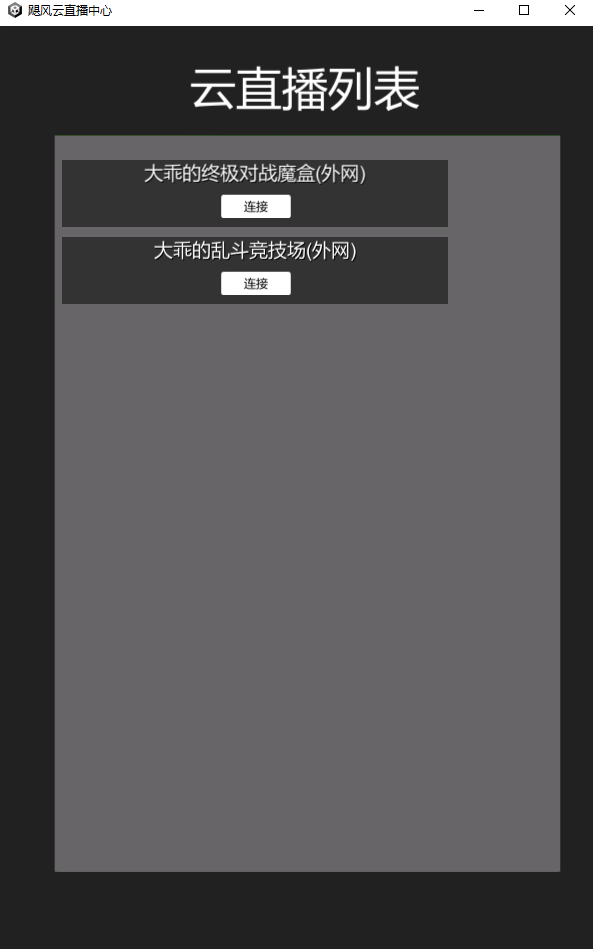 飓风云直播中心
云直播列表
大乖的终极对战魔盒(外网)
连接
大乖的乱斗竞技场(外网)
连接